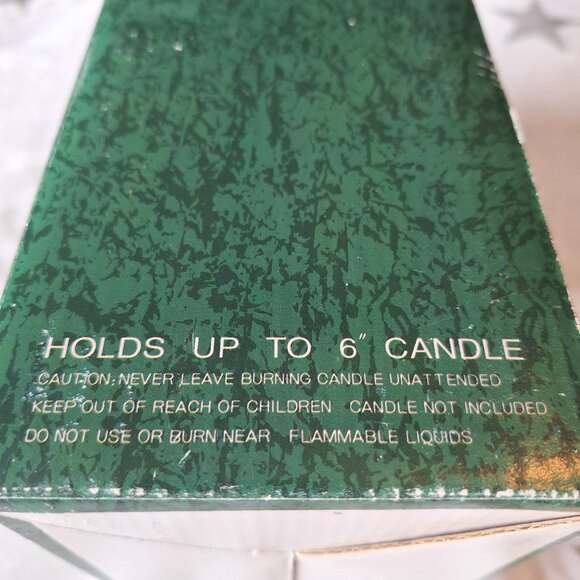 HOLDS UP TO 6" CANDLE
CAUTION: NEVER LEAVE BURNING CANDLE UNATTENDED
KEEP OUT OF REACH OF CHILDREN CANDLE NOT INCLUDED
DO NOT USE OR BURN NEAR FLAMMABLE LIQUIDS